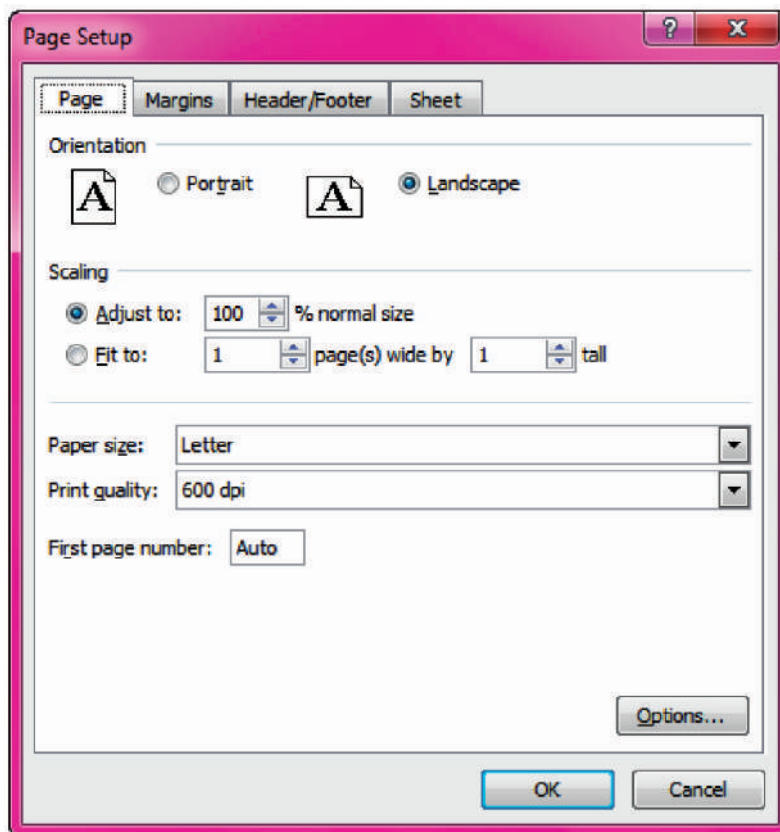 Page Setup ? X
Page Margins Header/Footer Sheet
Orientation
A Portrait A Landscape
Scaling
Adjust to: 100 % normal size
Fit to: 1 page(s) wide by 1 tall
Paper size: Letter
Print quality: 600 dpi
First page number: Auto
Options...
OK Cancel